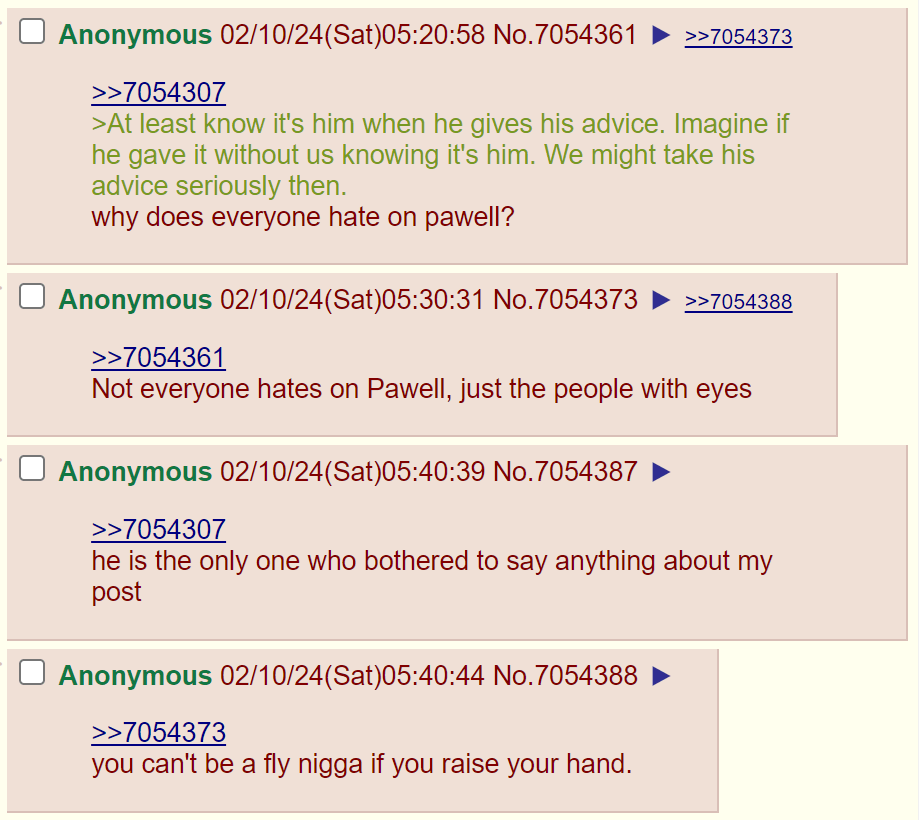 Anonymous 02/10/24(Sat)05:20:58 No.7054361 ▶ >>7054373
>>7054307
>At least know it's him when he gives his advice. Imagine if
he gave it without us knowing it's him. We might take his
advice seriously then.
why does everyone hate on pawell?
Anonymous 02/10/24(Sat)05:30:31 No.7054373 ▶ >>7054388
>>7054361
Not everyone hates on Pawell, just the people with eyes
Anonymous 02/10/24(Sat)05:40:39 No.7054387 ▶
>>7054307
he is the only one who bothered to say anything about my
post
Anonymous 02/10/24(Sat)05:40:44 No.7054388 ▶
>>7054373
you can't be a fly nigga if you raise your hand.